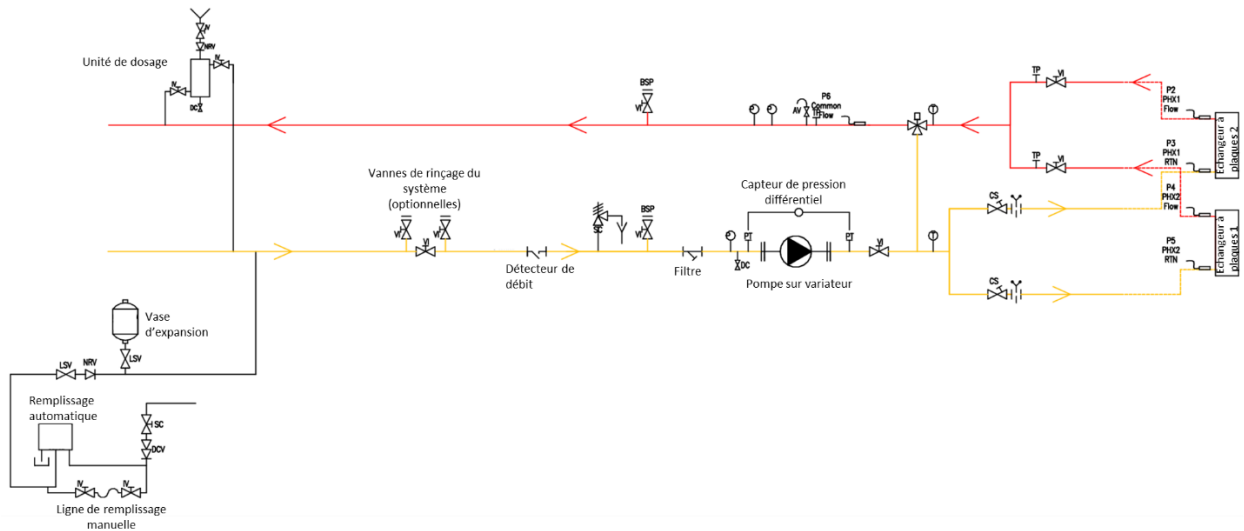 IV
NRV
IV
Unité de dosage
IV
DC
BSP
VI
P
P
AV
TP
P6
Common
Flow
T
TP
VI
P2
PHX1
Flow
Echangeur à
plaques 2
TP
VI
P3
PHX1
RTN
P4
PHX2
Flow
Vannes de rinçage du
système
(optionnelles)
VI
VI
VI
SC
BSP
VI
Capteur de pression
différentiel
P
PT
PT
DC
VI
T
CS
Echangeur à
plaques 1
P5
PHX2
RTN
Détecteur de
débit
Filtre
Pompe sur variateur
CS
Vase
d’expansion
LSV
LSV
NRV
Remplissage
automatique
SC
DCV
IV
IV
Ligne de remplissage
manuelle